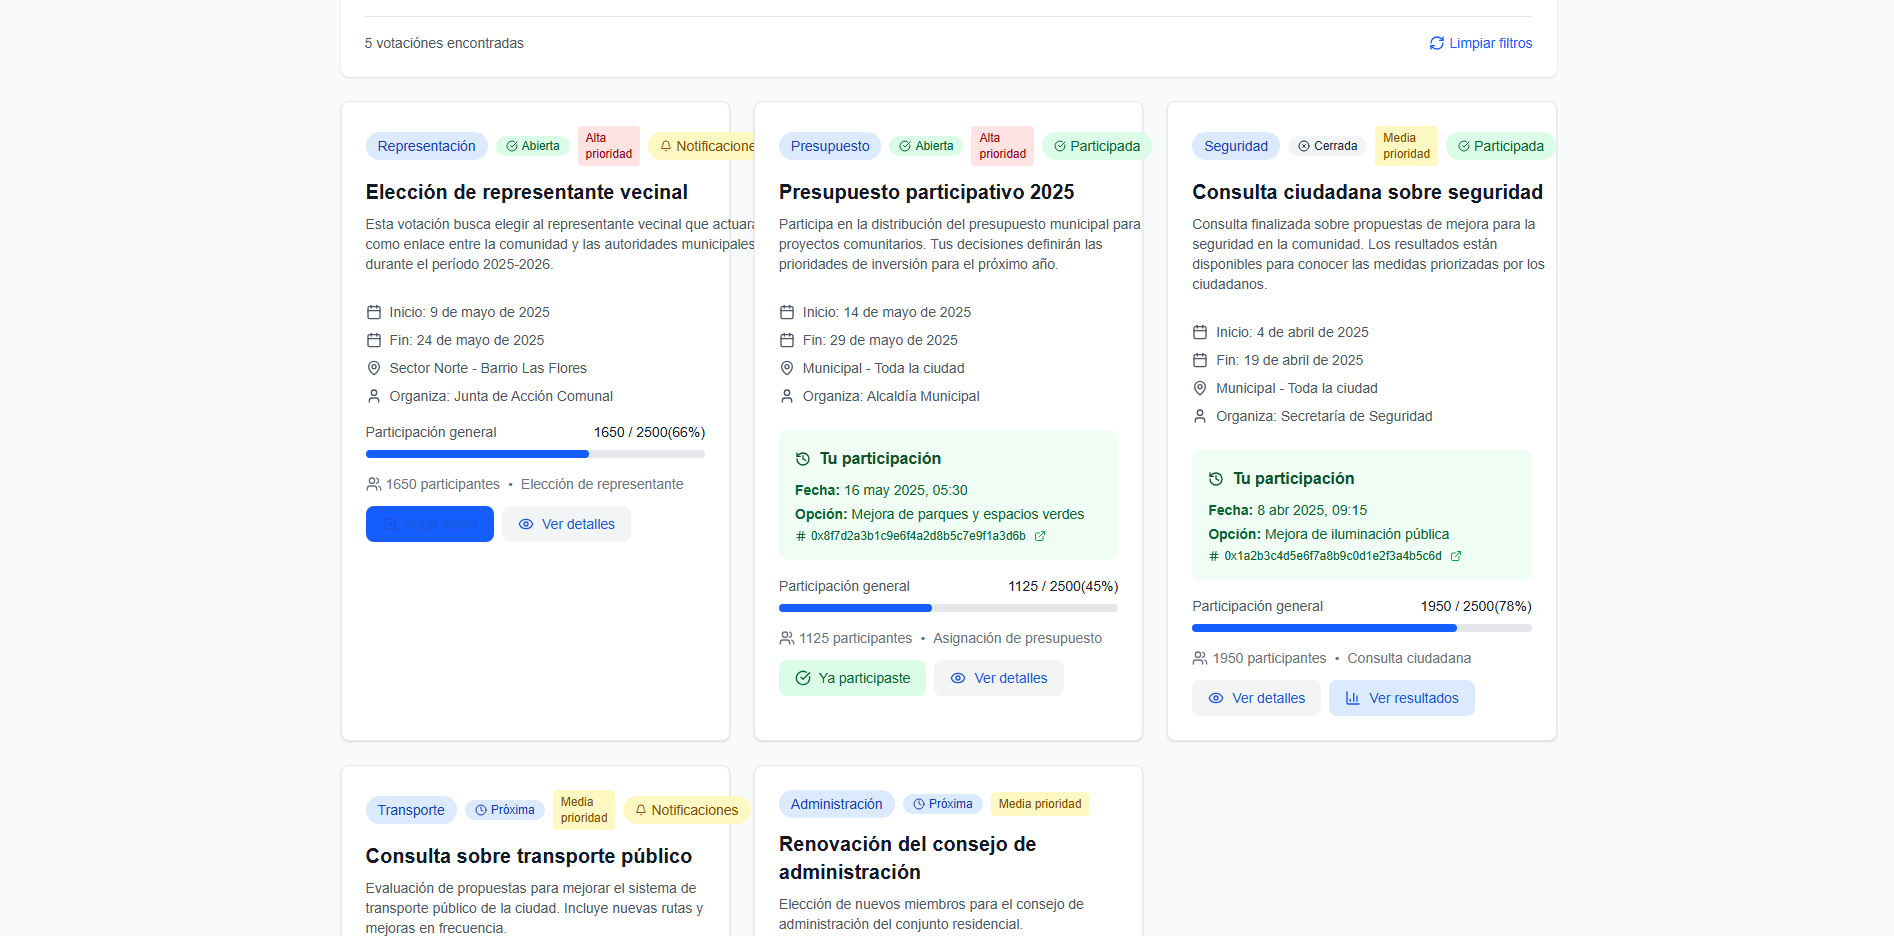 5 votaciónes encontradas
Limpiar filtros
Representación
Abierta
Alta
prioridad
Notificacione
Elección de representante vecinal
Esta votación busca elegir al representante vecinal que actuará
como enlace entre la comunidad y las autoridades municipales
durante el período 2025-2026.
Inicio: 9 de mayo de 2025
Fin: 24 de mayo de 2025
Sector Norte - Barrio Las Flores
Organiza: Junta de Acción Comunal
Participación general
1650 / 2500(66%)
1650 participantes • Elección de representante
Votar ahora
Ver detalles
Presupuesto
Abierta
Alta
prioridad
Participada
Presupuesto participativo 2025
Participa en la distribución del presupuesto municipal para
proyectos comunitarios. Tus decisiones definirán las
prioridades de inversión para el próximo año.
Inicio: 14 de mayo de 2025
Fin: 29 de mayo de 2025
Municipal - Toda la ciudad
Organiza: Alcaldía Municipal
Tu participación
Fecha: 16 may 2025, 05:30
Opción: Mejora de parques y espacios verdes
# 0x8f7d2a3b1c9e6f4a2d8b5c7e9f1a3d6b
Participación general
1125 / 2500(45%)
1125 participantes • Asignación de presupuesto
Ya participaste
Ver detalles
Seguridad
Cerrada
Media
prioridad
Participada
Consulta ciudadana sobre seguridad
Consulta finalizada sobre propuestas de mejora para la
seguridad en la comunidad. Los resultados están
disponibles para conocer las medidas priorizadas por los
ciudadanos.
Inicio: 4 de abril de 2025
Fin: 19 de abril de 2025
Municipal - Toda la ciudad
Organiza: Secretaría de Seguridad
Tu participación
Fecha: 8 abr 2025, 09:15
Opción: Mejora de iluminación pública
# 0x1a2b3c4d5e6f7a8b9c0d1e2f3a4b5c6d
Participación general
1950 / 2500(78%)
1950 participantes • Consulta ciudadana
Ver detalles
Ver resultados
Transporte
Próxima
Media
prioridad
Notificaciones
Consulta sobre transporte público
Evaluación de propuestas para mejorar el sistema de
transporte público de la ciudad. Incluye nuevas rutas y
mejoras en frecuencia.
Administración
Próxima
Media prioridad
Renovación del consejo de
administración
Elección de nuevos miembros para el consejo de
administración del conjunto residencial.